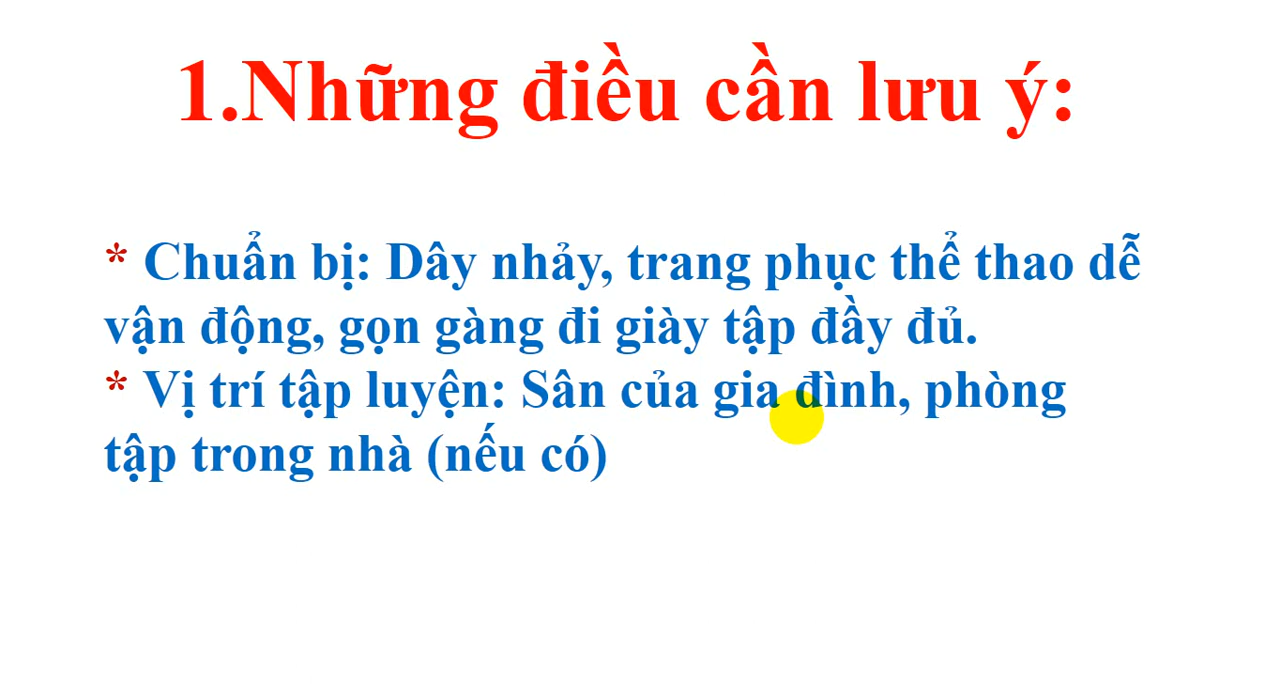 1.Những điều cần lưu ý:
* Chuẩn bị: Dây nhảy, trang phục thể thao dễ
vận động, gọn gàng đi giày tập đầy đủ.
* Vị trí tập luyện: Sân của gia đình, phòng
tập trong nhà (nếu có)